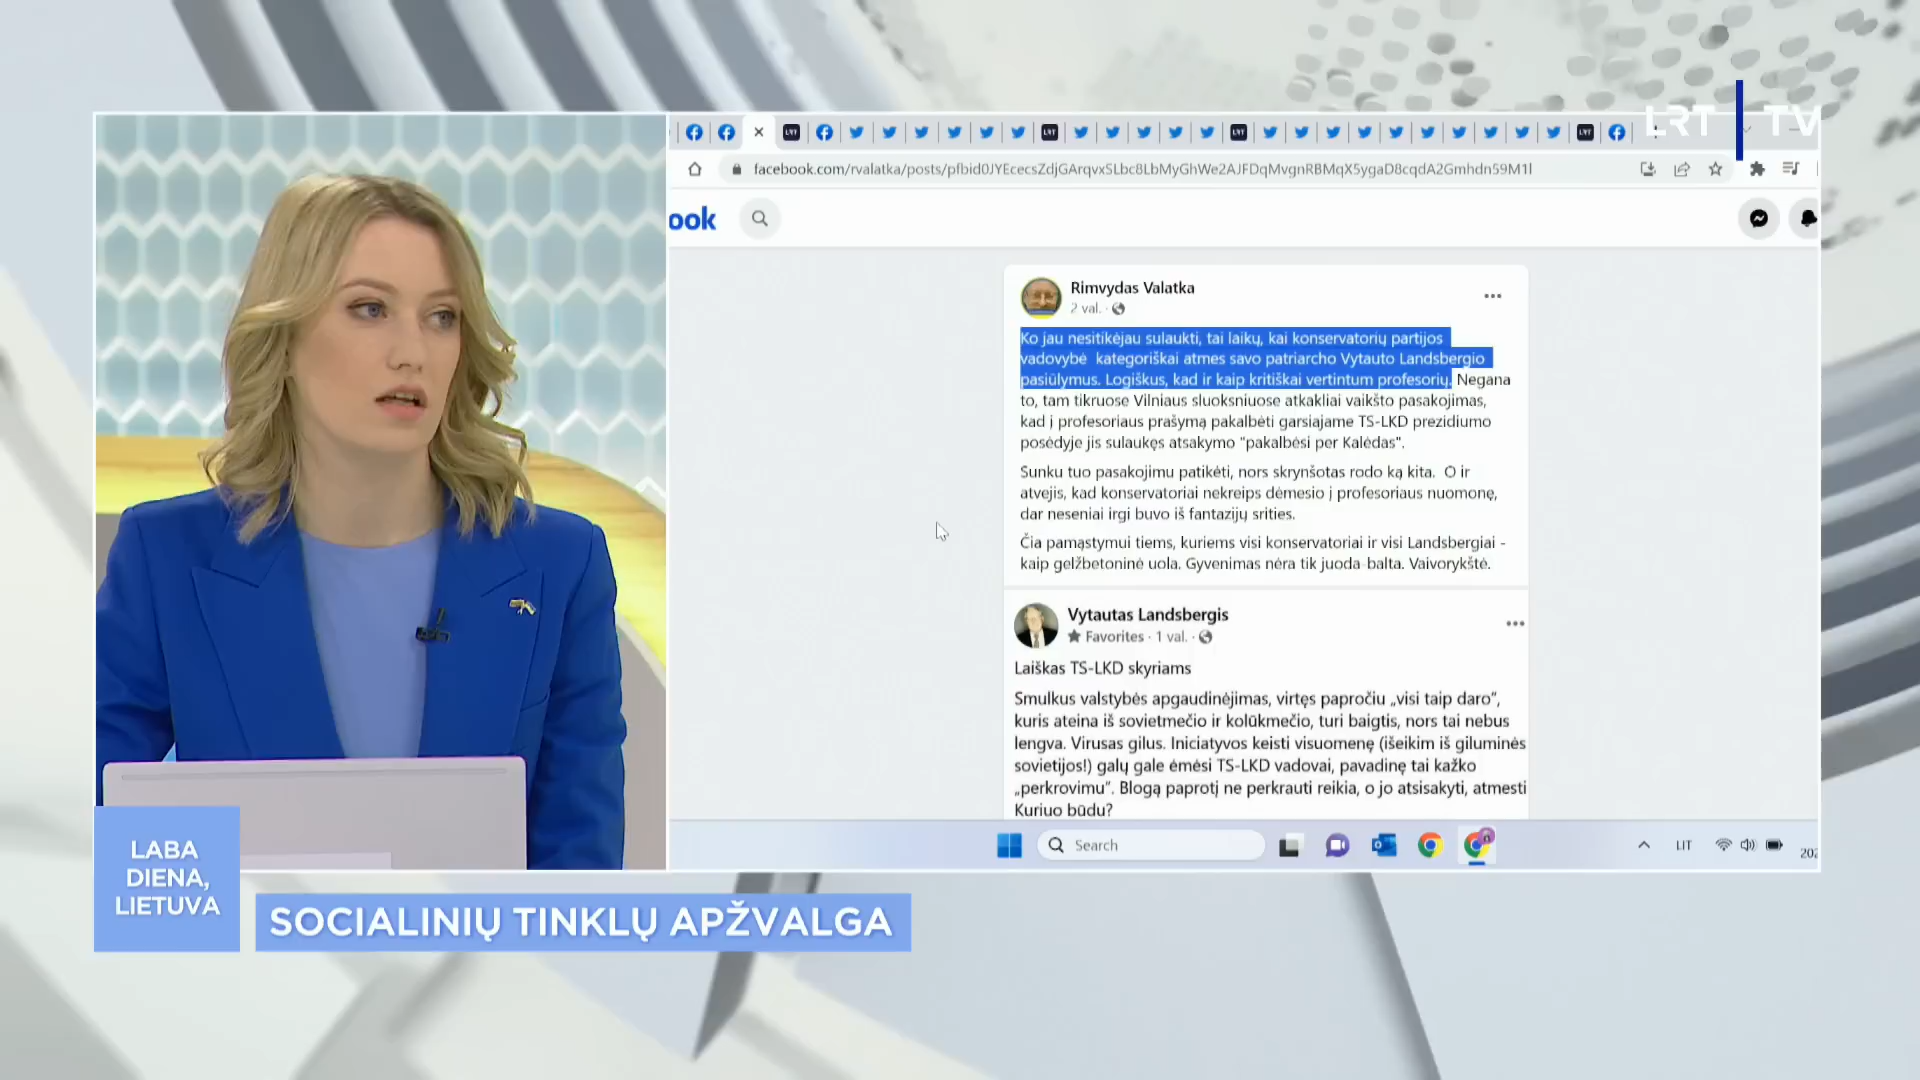 LRT TV
LRT
LRT
LRT
LRT
facebook.com/rvalatka/posts/pfbid0JYEcecsZdjGArqvxSLbc8LbMyGhWe2AJFDqMvgnRBMqX5ygaD8cqdA2Gmhdn59M1l
ook
Rimvydas Valatka
2 val. ·
Ko jau nesitikėjau sulaukti, tai laikų, kai konservatorių partijos
vadovybė kategoriškai atmes savo patriarcho Vytauto Landsbergio
pasiūlymus. Logiškus, kad ir kaip kritiškai vertintum profesorių. Negana
to, tam tikruose Vilniaus sluoksniuose atkakliai vaikšto pasakojimas,
kad į profesoriaus prašymą pakalbėti garsiajame TS-LKD prezidiumo
posėdyje jis sulaukęs atsakymo "pakalbėsi per Kalėdas".
Sunku tuo pasakojimu patikėti, nors skrynšotas rodo ką kita. O ir
atvejis, kad konservatoriai nekreips dėmesio į profesoriaus nuomonę,
dar neseniai irgi buvo iš fantazijų srities.
Čia pamąstymui tiems, kuriems visi konservatoriai ir visi Landsbergiai -
kaip gelžbetoninė uola. Gyvenimas nėra tik juoda-balta. Vaivorykštė.
Vytautas Landsbergis
Favorites · 1 val. ·
Laiškas TS-LKD skyriams
Smulkus valstybės apgaudinėjimas, virtęs papročiu „visi taip daro”,
kuris ateina iš sovietmečio ir kolūkmečio, turi baigtis, nors tai nebus
lengva. Virusas gilus. Iniciatyvos keisti visuomenę (išeikim iš giluminės
sovietijos!) galų gale ėmėsi TS-LKD vadovai, pavadinę tai kažko
„perkrovimu”. Blogą paprotį ne perkrauti reikia, o jo atsisakyti, atmesti
Kuriuo būdu?
Search
LIT
202
LABA
DIENA,
LIETUVA
SOCIALINIŲ TINKLŲ APŽVALGA